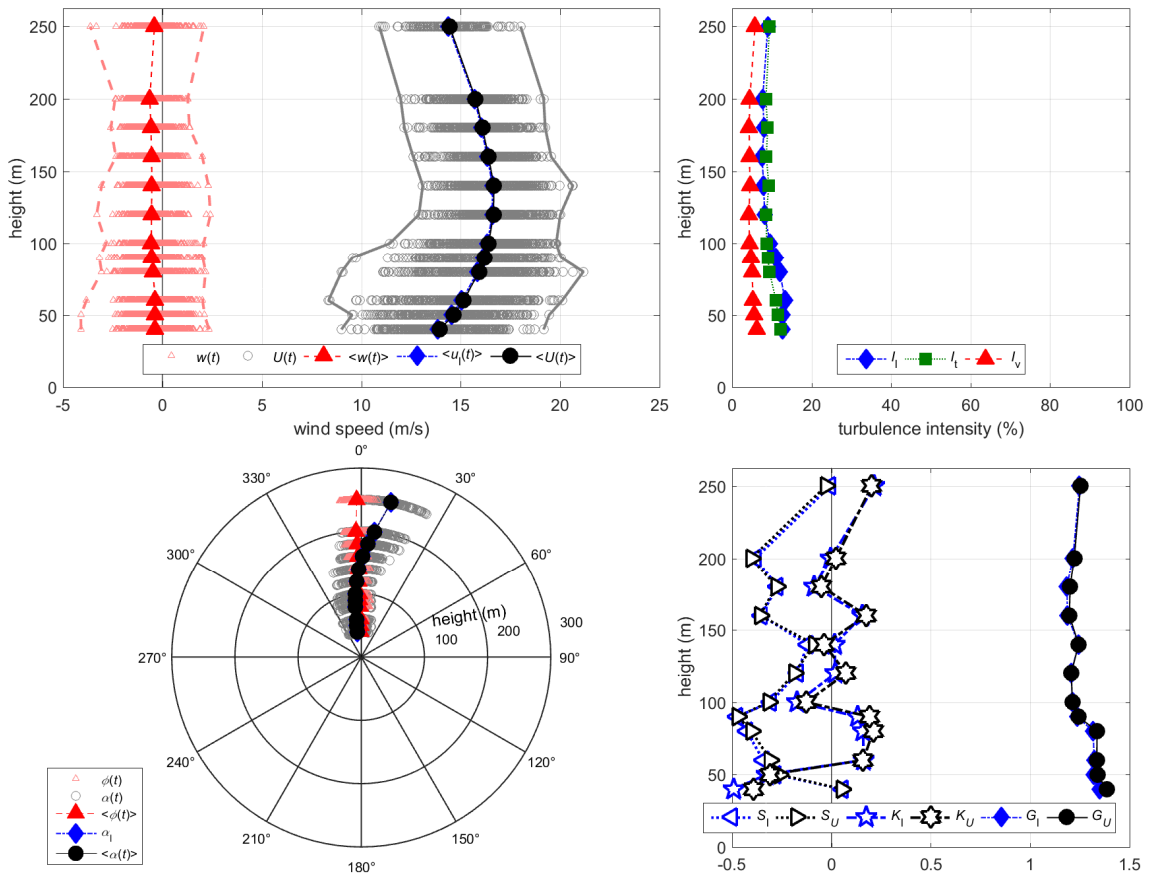 250
200
150
100
50
0
height (m)
w(t) U(t) <w(t)> <u_l(t)> <U(t)>
-5 0 5 10 15 20 25
wind speed (m/s)
250
200
150
100
50
0
height (m)
I_l I_t I_v
0 20 40 60 80 100
turbulence intensity (%)
0°
330° 30°
300° 60°
height (m)
100 200 300
270° 90°
240° 120°
210° 150°
180°
ϕ(t)
α(t)
<ϕ(t)>
α_l
<α(t)>
250
200
150
100
50
0
height (m)
S_l S_U K_l K_U G_l G_U
-0.5 0 0.5 1 1.5